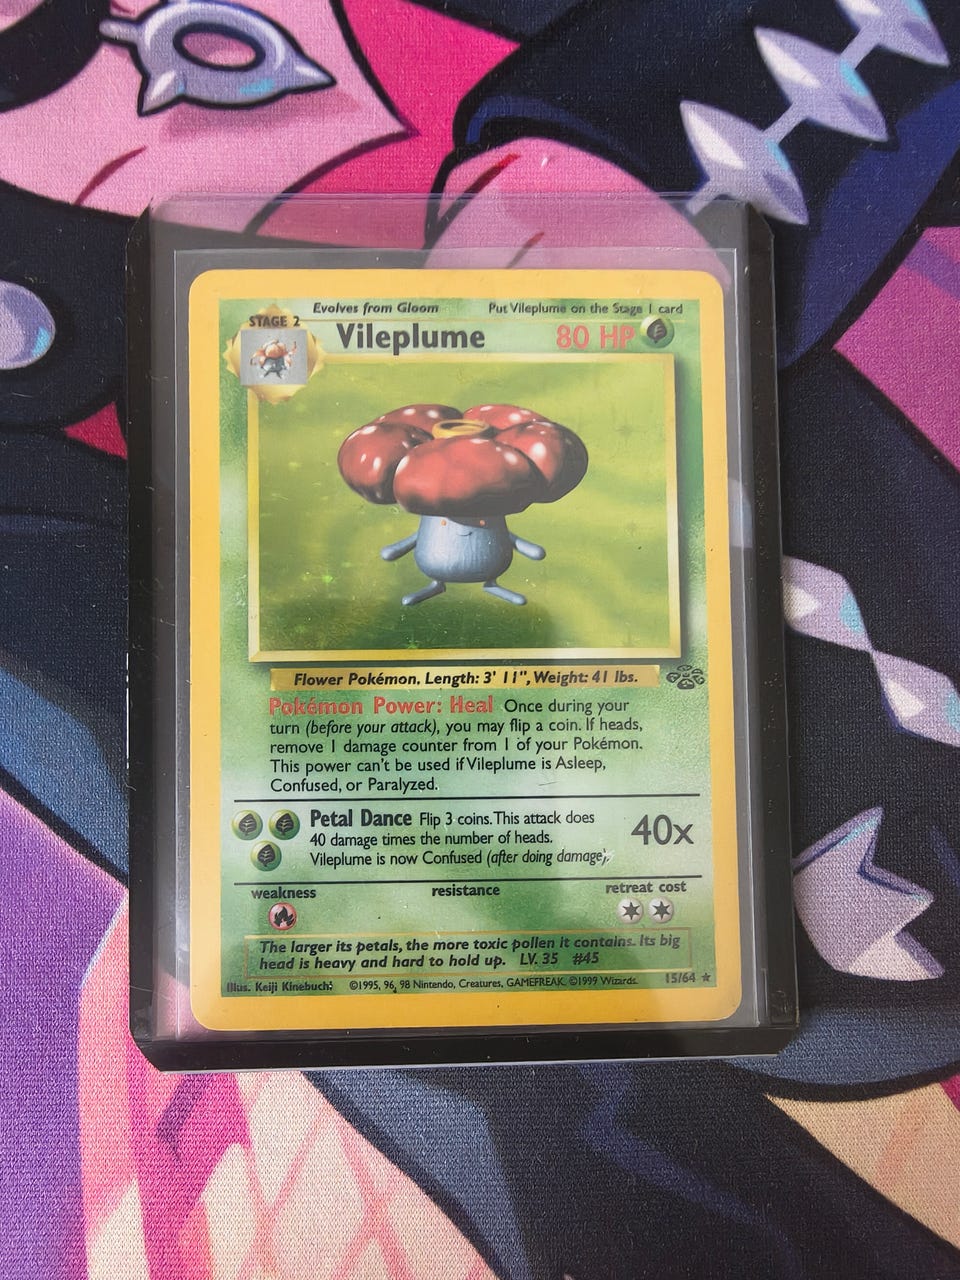 Evolves from Gloom Put Vileplume on the Stage 1 card
STAGE 2
Vileplume 80 HP
Flower Pokémon. Length: 3' 11", Weight: 41 lbs.
Pokémon Power: Heal Once during your
turn (before your attack), you may flip a coin. If heads,
remove 1 damage counter from 1 of your Pokémon.
This power can't be used if Vileplume is Asleep,
Confused, or Paralyzed.
Petal Dance Flip 3 coins. This attack does
40 damage times the number of heads.
Vileplume is now Confused (after doing damage).
40x
weakness resistance retreat cost
The larger its petals, the more toxic pollen it contains. Its big
head is heavy and hard to hold up. LV. 35 #45
Illus. Keiji Kinebuchi ©1995, 96, 98 Nintendo, Creatures, GAMEFREAK. ©1999 Wizards. 15/64 ★